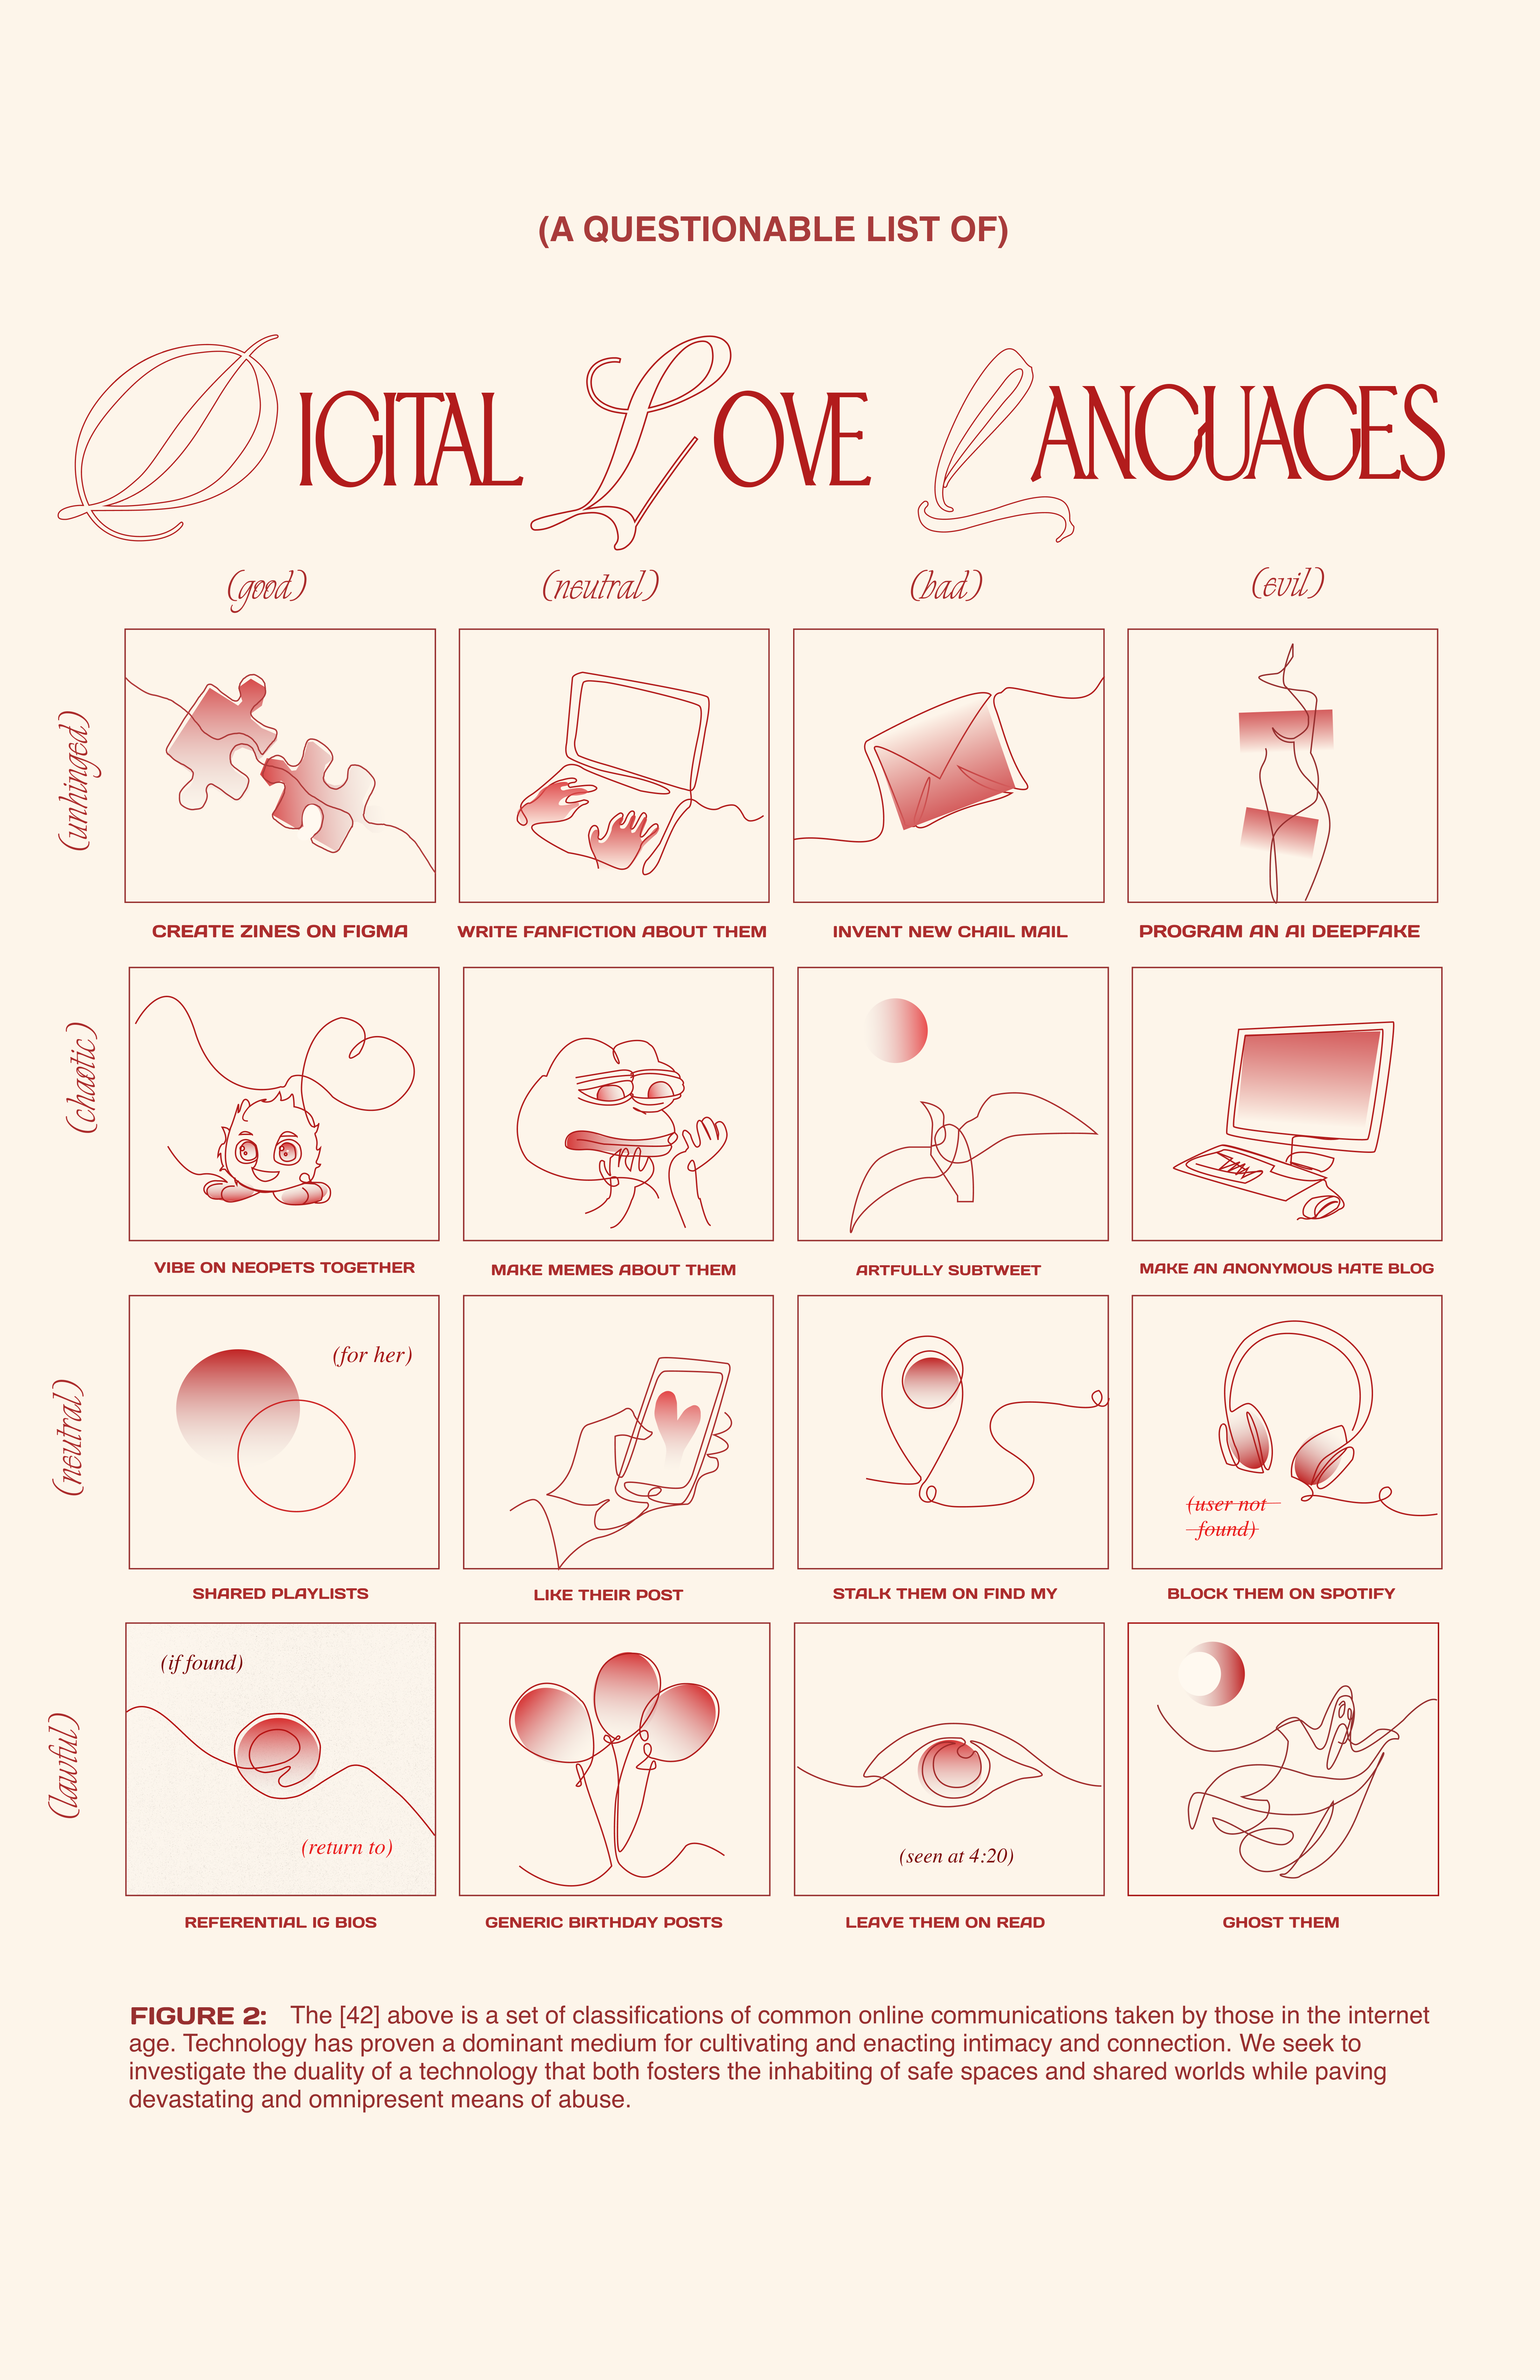 (A QUESTIONABLE LIST OF)
DIGITAL LOVE LANGUAGES
(good) (neutral) (bad) (evil)
(unhinged)
CREATE ZINES ON FIGMA
WRITE FANFICTION ABOUT THEM
INVENT NEW CHAIL MAIL
PROGRAM AN AI DEEPFAKE
(chaotic)
VIBE ON NEOPETS TOGETHER
MAKE MEMES ABOUT THEM
ARTFULLY SUBTWEET
MAKE AN ANONYMOUS HATE BLOG
(neutral)
(for her)
(user not
found)
SHARED PLAYLISTS
LIKE THEIR POST
STALK THEM ON FIND MY
BLOCK THEM ON SPOTIFY
(lawful)
(if found)
(return to)
(seen at 4:20)
REFERENTIAL IG BIOS
GENERIC BIRTHDAY POSTS
LEAVE THEM ON READ
GHOST THEM
FIGURE 2: The [42] above is a set of classifications of common online communications taken by those in the internet
age. Technology has proven a dominant medium for cultivating and enacting intimacy and connection. We seek to
investigate the duality of a technology that both fosters the inhabiting of safe spaces and shared worlds while paving
devastating and omnipresent means of abuse.